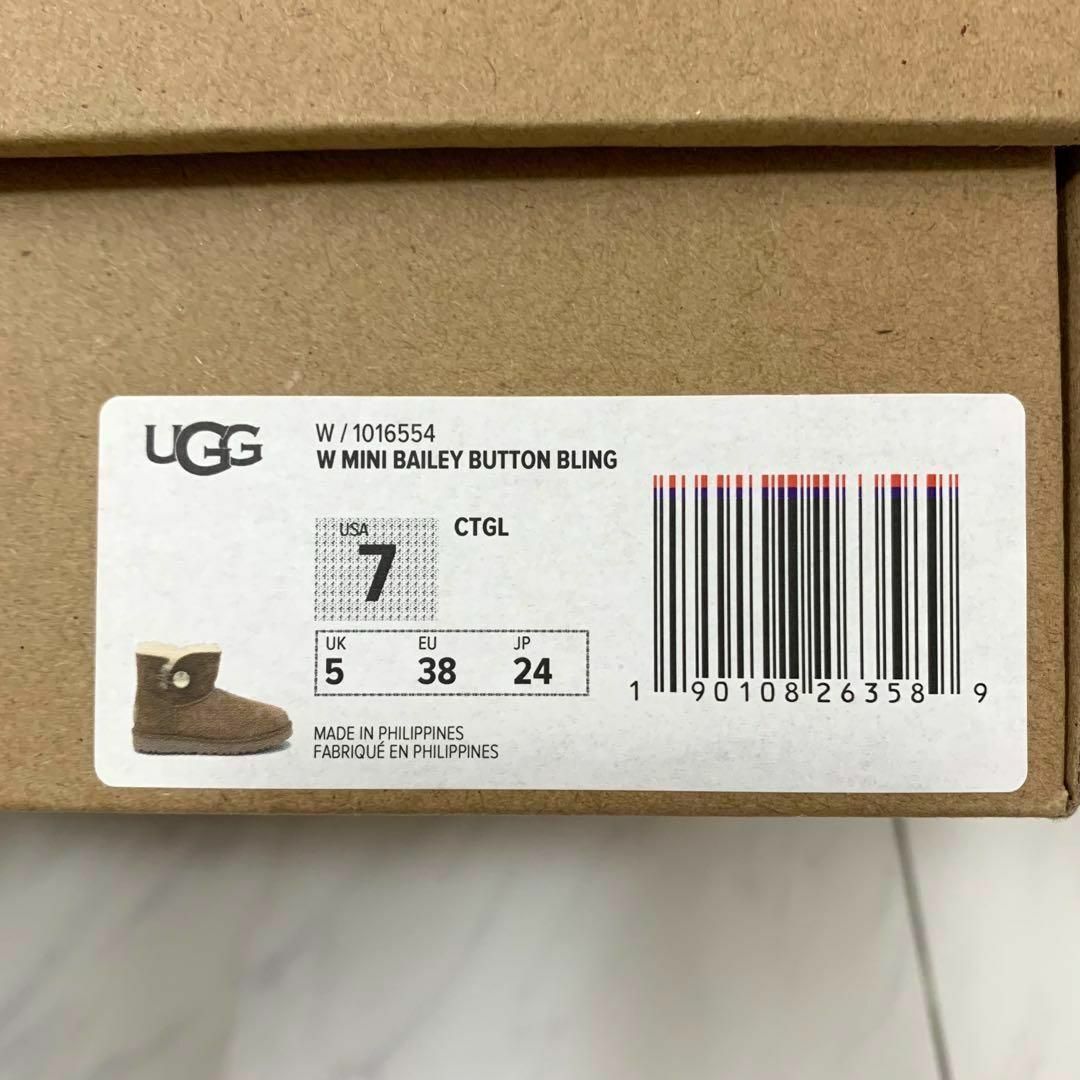 UGG
W / 1016554
W MINI BAILEY BUTTON BLING
USA
7
CTGL
UK EU JP
5 38 24
MADE IN PHILIPPINES
FABRIQUÉ EN PHILIPPINES
1 90108 26358 9